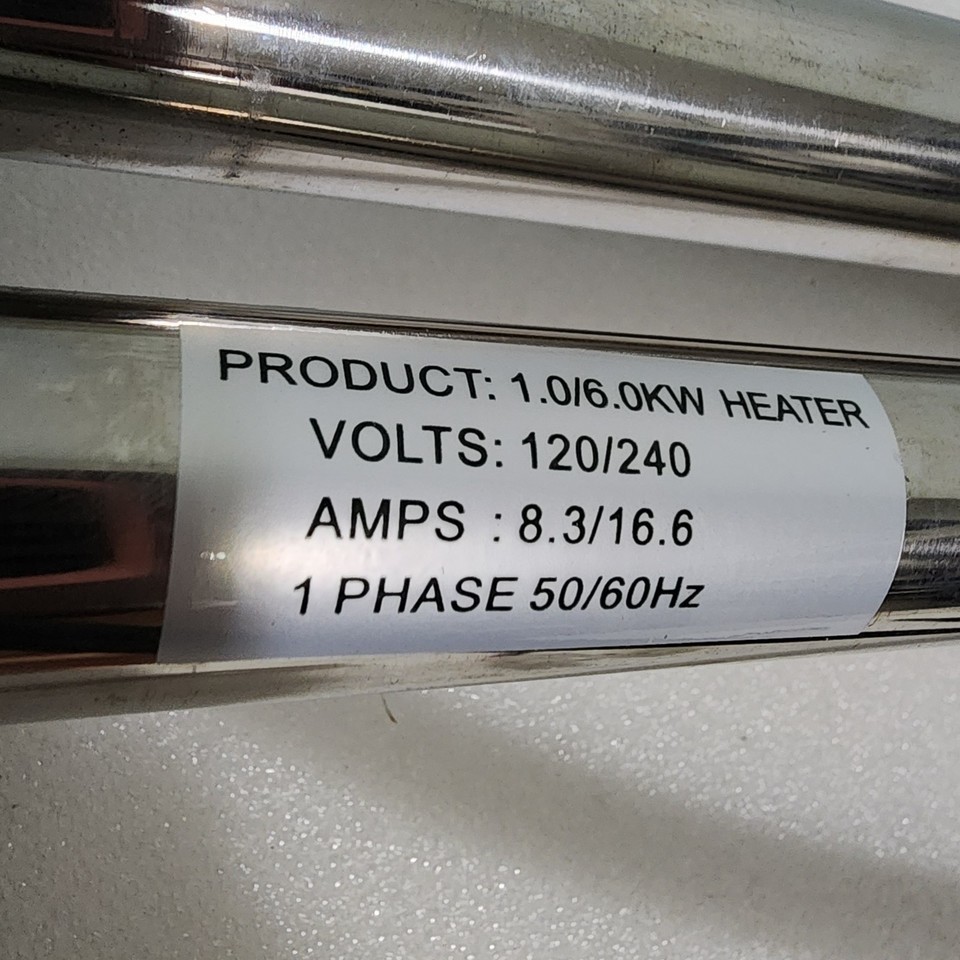 PRODUCT: 1.0/6.0KW HEATER
VOLTS: 120/240
AMPS : 8.3/16.6
1 PHASE 50/60Hz